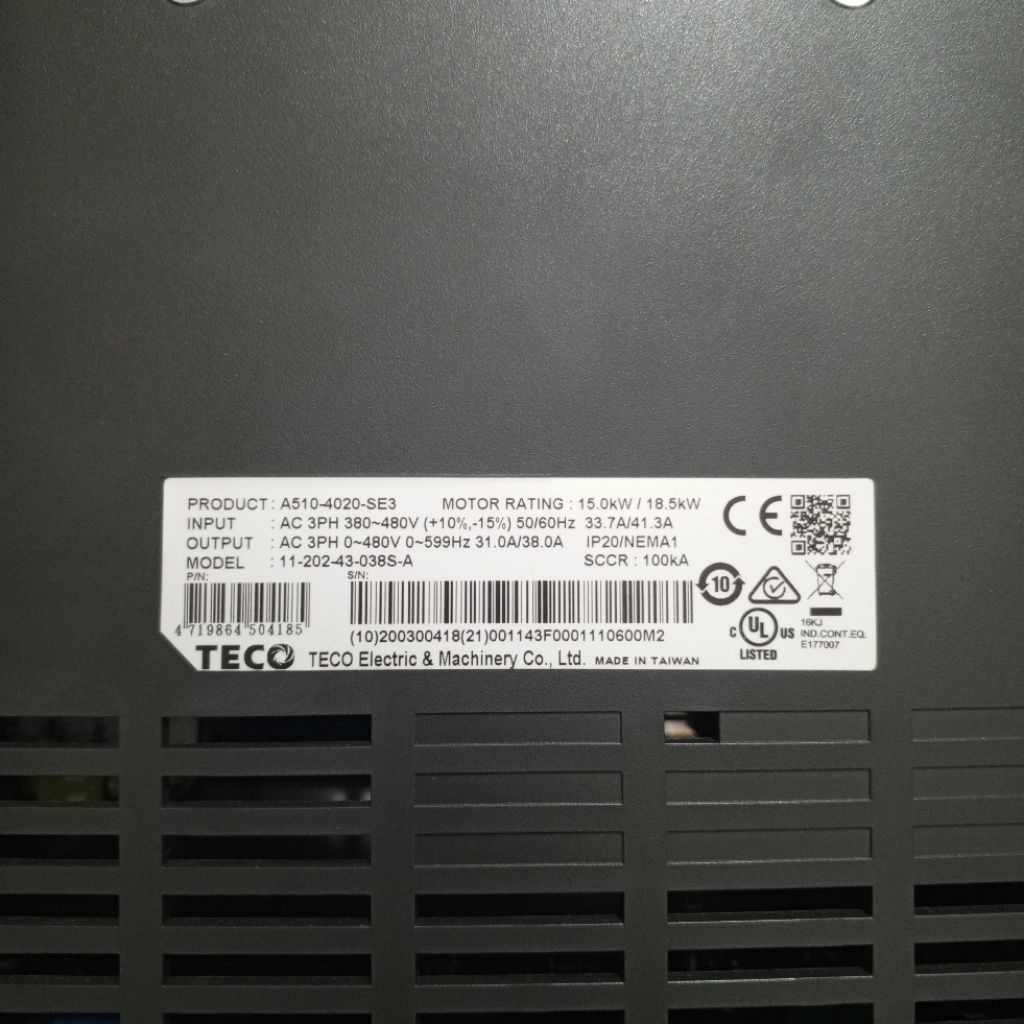 PRODUCT : A510-4020-SE3 MOTOR RATING : 15.0kW / 18.5kW
INPUT : AC 3PH 380~480V (+10%,-15%) 50/60Hz 33.7A/41.3A
OUTPUT : AC 3PH 0~480V 0~599Hz 31.0A/38.0A IP20/NEMA1
MODEL : 11-202-43-038S-A SCCR : 100kA
CE
P/N:
4 719864 504185
S/N:
(10)200300418(21)001143F0001110600M2
10
C UL US
LISTED
16KJ
IND.CONT.EQ.
E177007
TECO TECO Electric & Machinery Co., Ltd. MADE IN TAIWAN